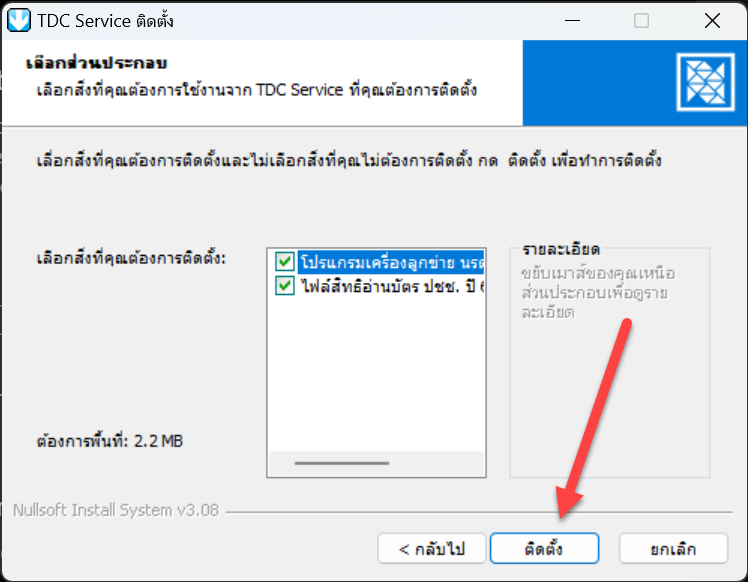 TDC Service ติดตั้ง
เลือกส่วนประกอบ
เลือกสิ่งที่คุณต้องการใช้งานจาก TDC Service ที่คุณต้องการติดตั้ง
เลื่อกสิ่งที่คุณต้องการติดตั้งและไม่เลือกสิ่งที่คุณไม่ต้องการติดตั้ง กด  ติดตั้ง เพื่อทำการติดตั้ง
เลือกสิ่งที่คุณต้องการติดตั้ง:
โปรแกรมเครื่องลูกข่าย นรต
ไฟล์สิทธิอ่านบัตร ปชช. ปี 6
รายละเอียด
ขยับเมาส์ของคุณเหนือ
ส่วนประกอบเพื่อดูราย
ละเอียด
ต้องการพื้นที่: 2.2 MB
Nullsoft Install System v3.08
< กลับไป
ติดตั้ง
ยกเลิก